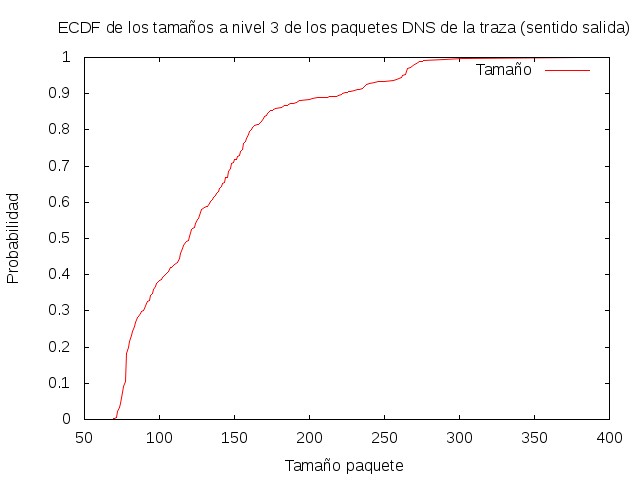 ECDF de los tamaños a nivel 3 de los paquetes DNS de la traza (sentido salida)
1
0.9
0.8
0.7
0.6
0.5
0.4
0.3
0.2
0.1
0
Probabilidad
Tamaño
50 100 150 200 250 300 350 400
Tamaño paquete